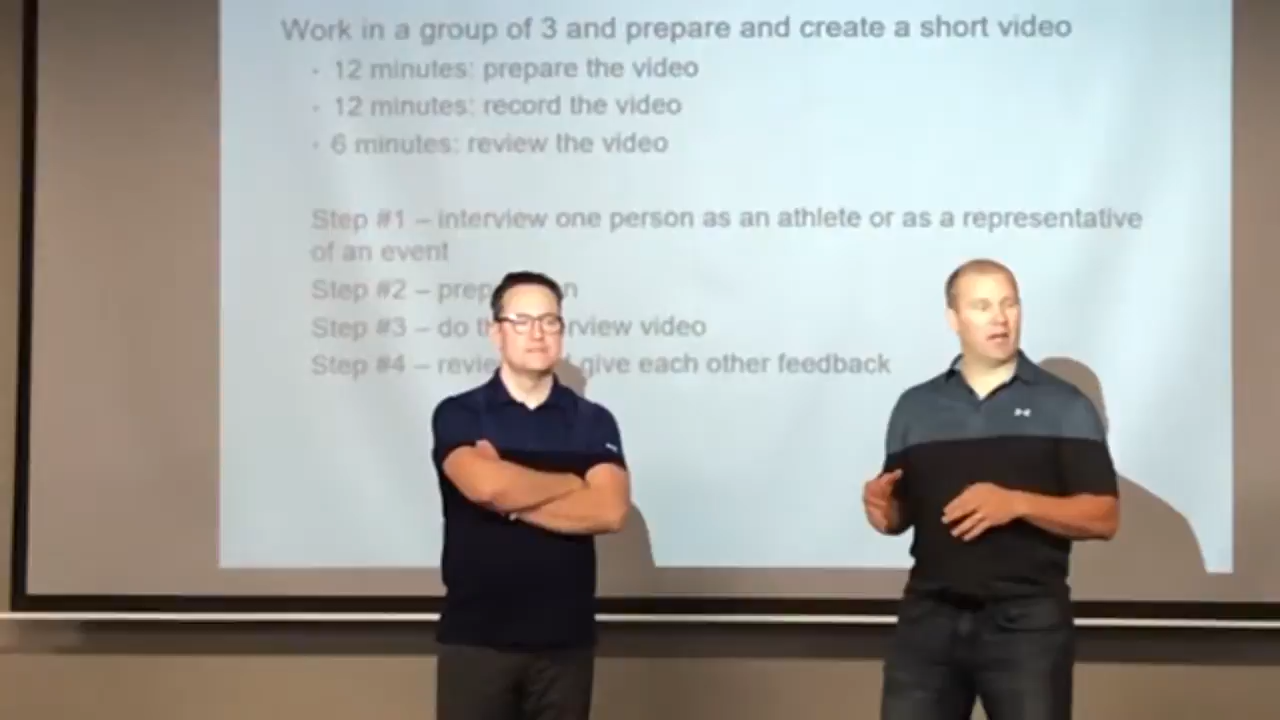 Work in a group of 3 and prepare and create a short video
· 12 minutes: prepare the video
· 12 minutes: record the video
· 6 minutes: review the video
Step #1 – interview one person as an athlete or as a representative
of an event
Step #2 –
Step #3 – do video
Step #4 – give each other feedback